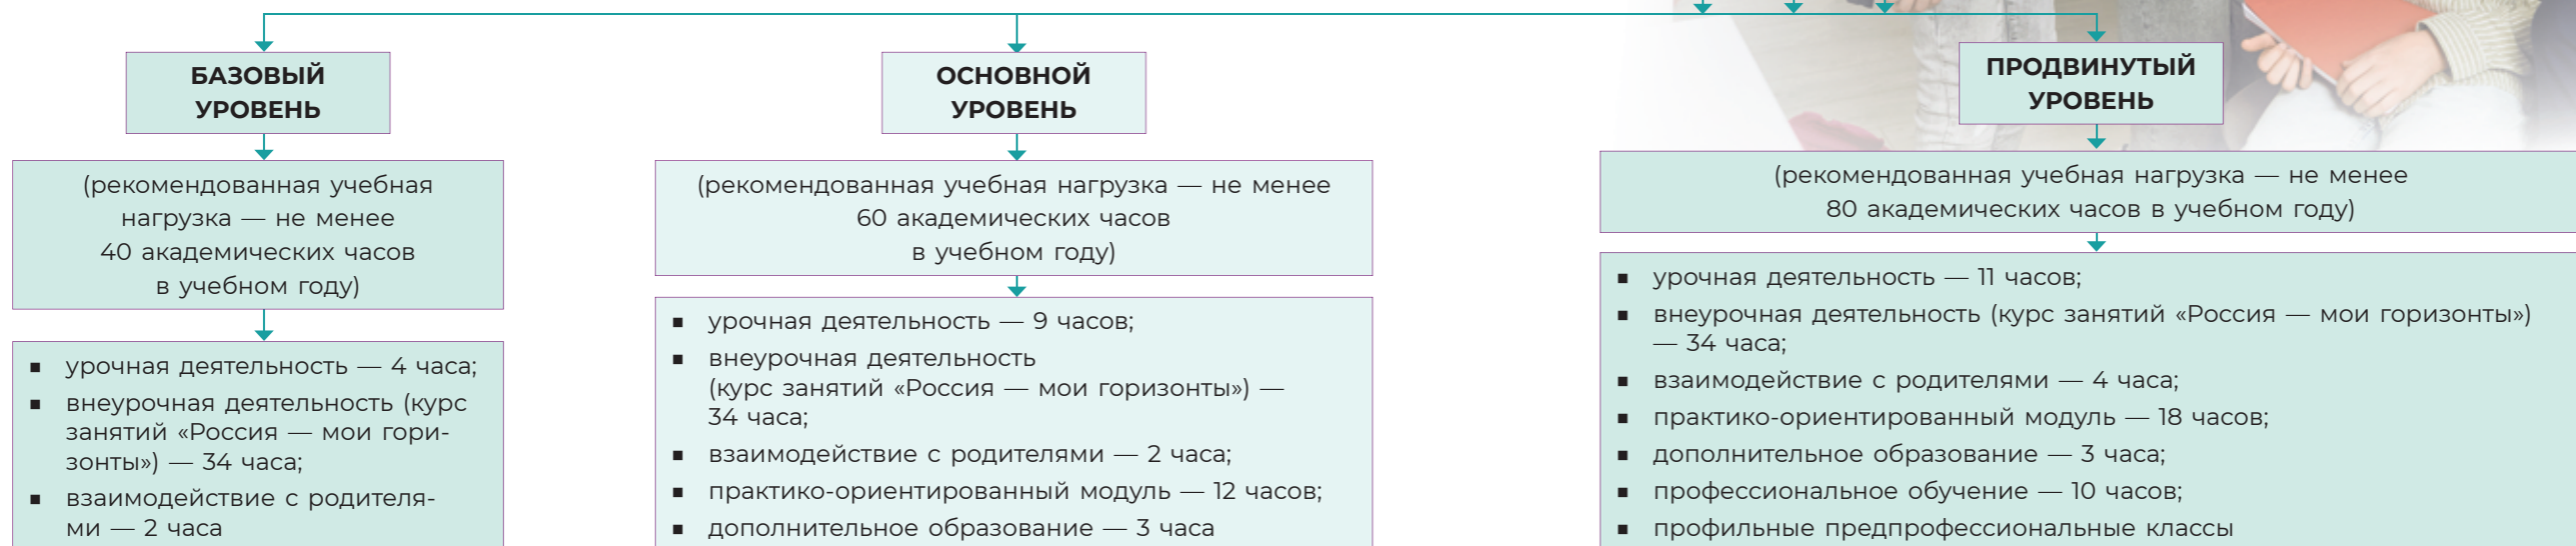 БАЗОВЫЙ
УРОВЕНЬ
(рекомендованная учебная
нагрузка — не менее
40 академических часов
в учебном году)
▪ урочная деятельность — 4 часа;
▪ внеурочная деятельность (курс
занятий «Россия — мои гори-
зонты») — 34 часа;
▪ взаимодействие с родителя-
ми — 2 часа
ОСНОВНОЙ
УРОВЕНЬ
(рекомендованная учебная нагрузка — не менее
60 академических часов
в учебном году)
▪ урочная деятельность — 9 часов;
▪ внеурочная деятельность
(курс занятий «Россия — мои горизонты») —
34 часа;
▪ взаимодействие с родителями — 2 часа;
▪ практико-ориентированный модуль — 12 часов;
▪ дополнительное образование — 3 часа
ПРОДВИНУТЫЙ
УРОВЕНЬ
(рекомендованная учебная нагрузка — не менее
80 академических часов в учебном году)
▪ урочная деятельность — 11 часов;
▪ внеурочная деятельность (курс занятий «Россия — мои горизонты»)
— 34 часа;
▪ взаимодействие с родителями — 4 часа;
▪ практико-ориентированный модуль — 18 часов;
▪ дополнительное образование — 3 часа;
▪ профессиональное обучение — 10 часов;
▪ профильные предпрофессиональные классы